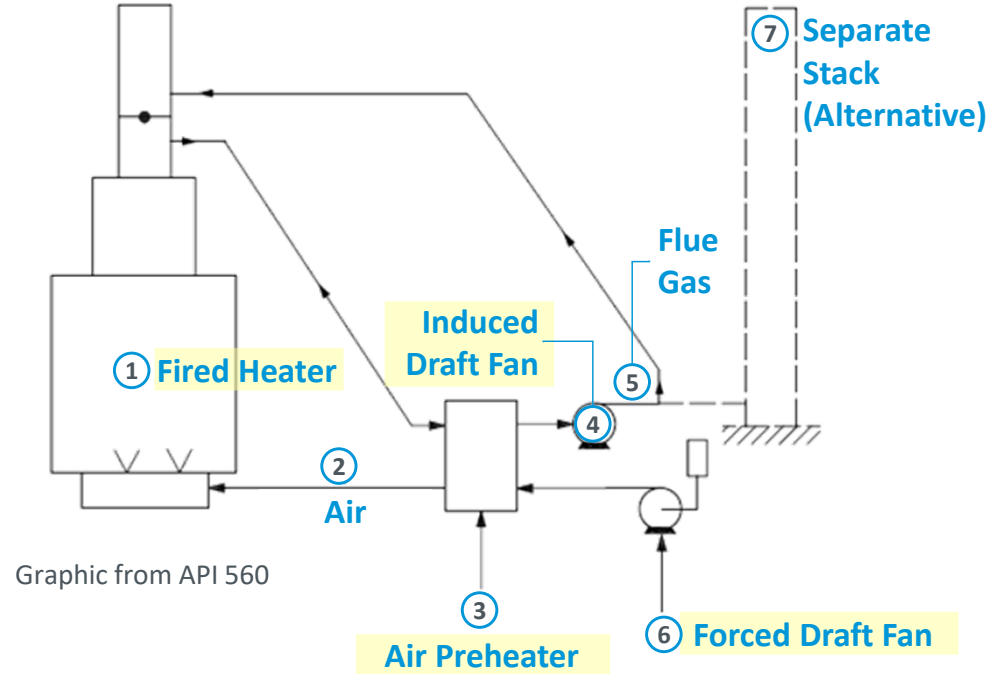 7 Separate
Stack
(Alternative)
Flue
Gas
Induced
Draft Fan
1 Fired Heater
5
4
2
Air
Graphic from API 560
3
Air Preheater
6 Forced Draft Fan